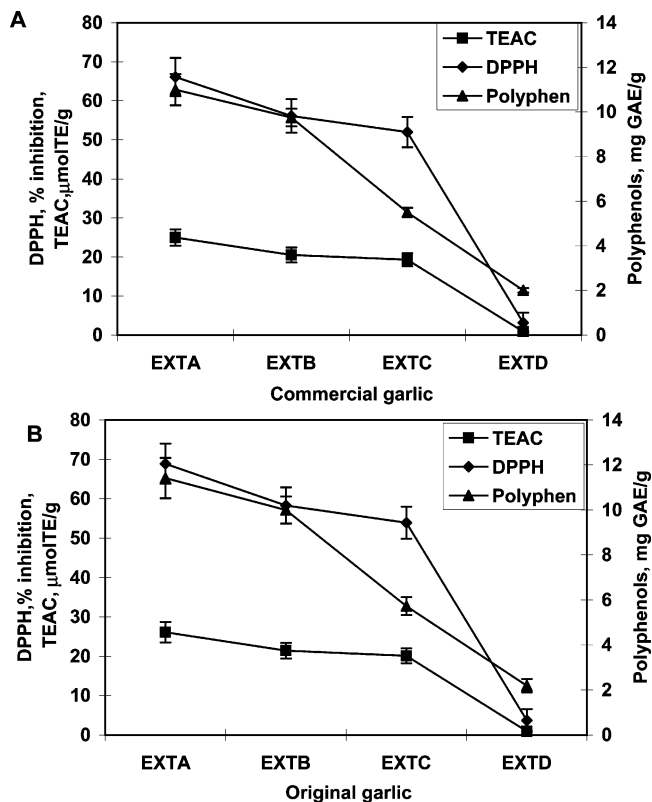 A
80
70
60
50
40
30
20
10
0
DPPH, % inhibition,
TEAC,μmolTE/g
14
12
10
8
6
4
2
0
Polyphenols, mg GAE/g
TEAC
DPPH
Polyphen
EXTA EXTB EXTC EXTD
Commercial garlic
B
80
70
60
50
40
30
20
10
0
DPPH,% inhibition,
TEAC, μmolTE/g
14
12
10
8
6
4
2
0
Polyphenols, mg GAE/g
TEAC
DPPH
Polyphen
EXTA EXTB EXTC EXTD
Original garlic